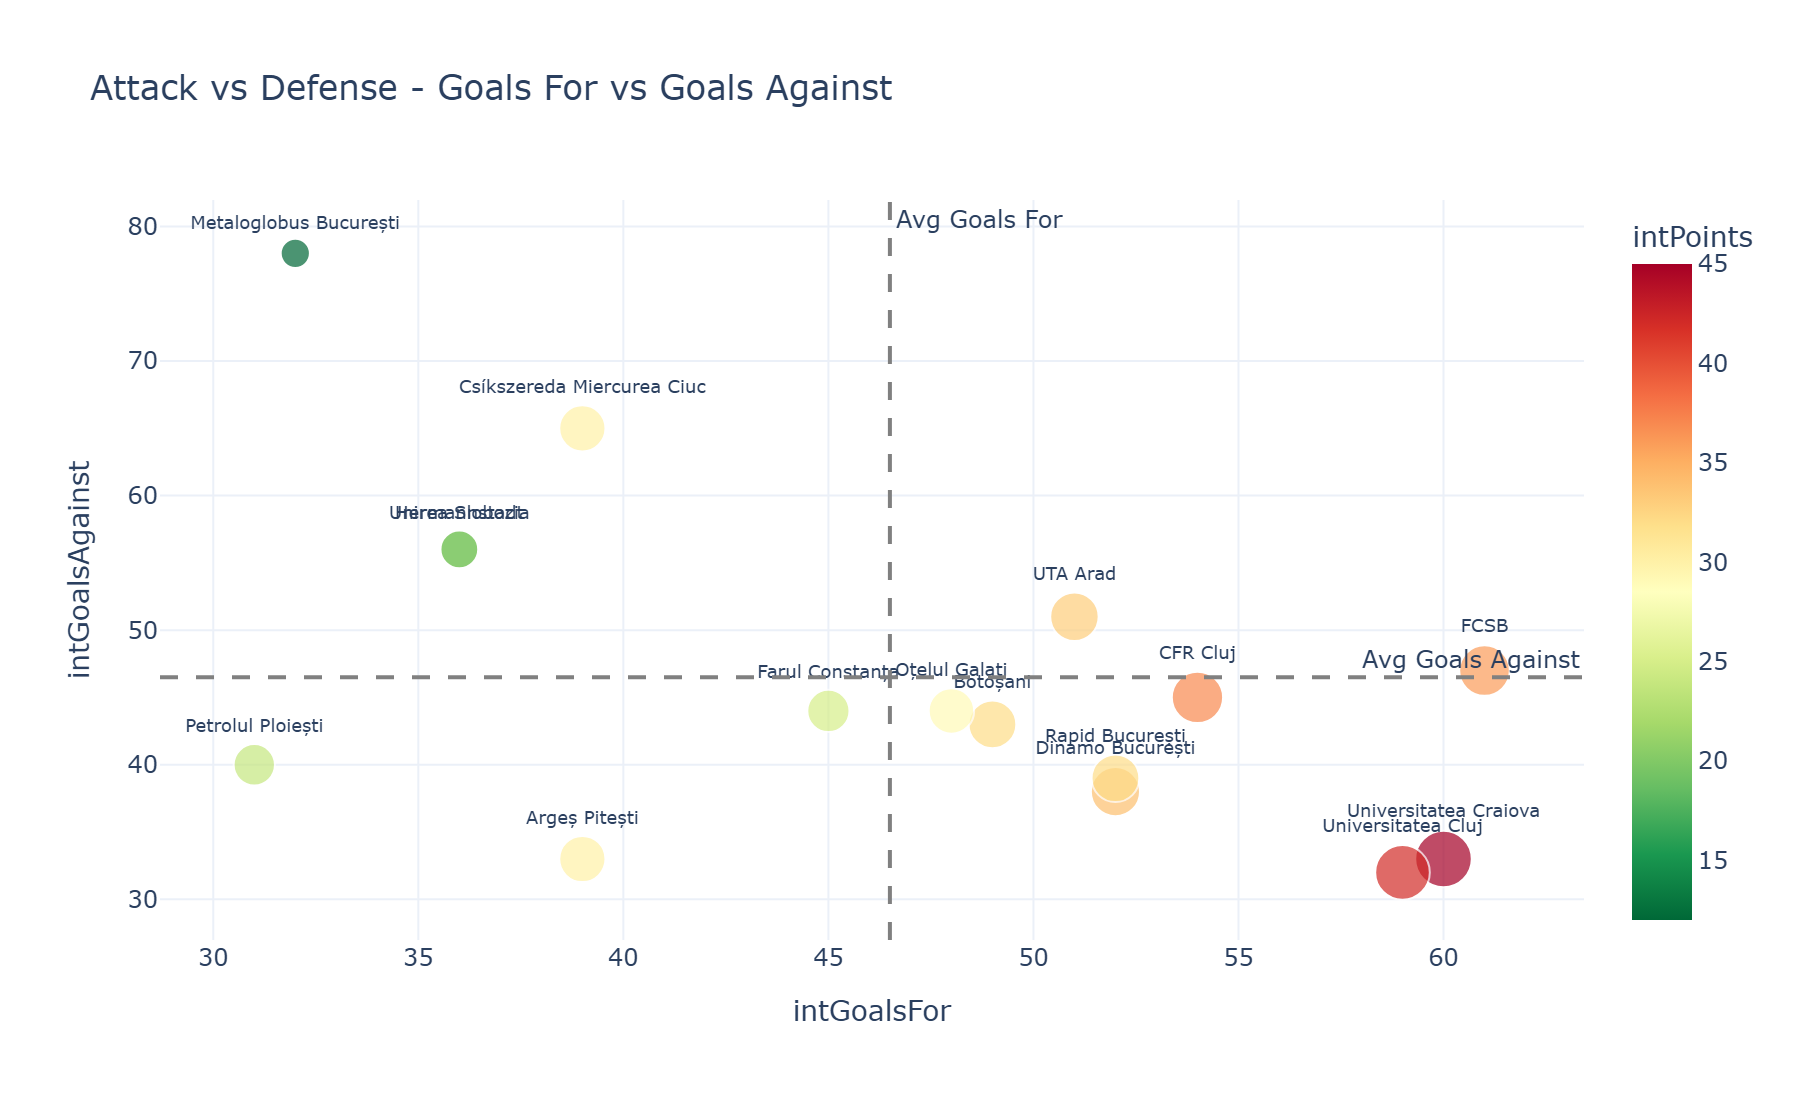 Attack vs Defense - Goals For vs Goals Against
intGoalsAgainst
80
70
60
50
40
30
Metaloglobus București
Avg Goals For
Csíkszereda Miercurea Ciuc
Unirea Slobozia
Hermannstadt
UTA Arad
FCSB
CFR Cluj
Avg Goals Against
Farul Constanța
Oțelul Galați
Botoșani
Petrolul Ploiești
Rapid București
Dinamo București
Argeș Pitești
Universitatea Craiova
Universitatea Cluj
30
35
40
45
50
55
60
intGoalsFor
intPoints
45
40
35
30
25
20
15